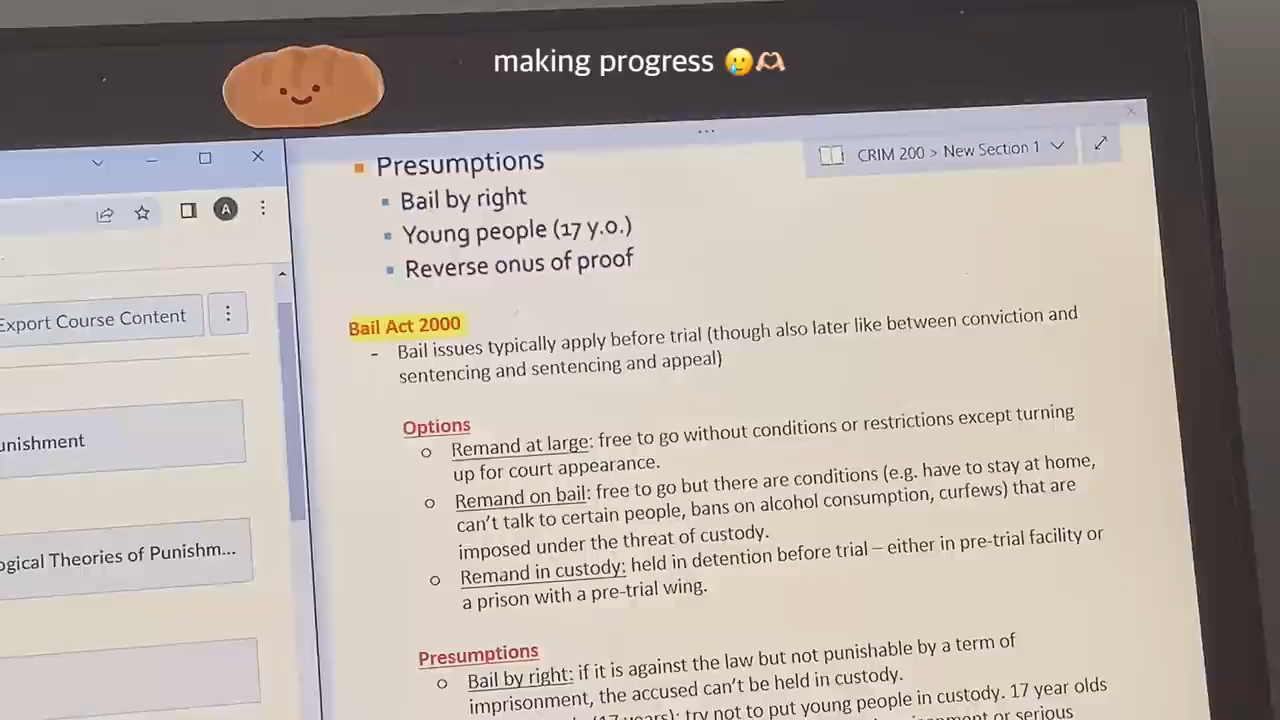 making progress 🥲🫶
CRIM 200 > New Section 1
Presumptions
Bail by right
Young people (17 y.o.)
Reverse onus of proof
A
Export Course Content
unishment
ogical Theories of Punishm...
Bail Act 2000
- Bail issues typically apply before trial (though also later like between conviction and
sentencing and sentencing and appeal)
Options
o Remand at large: free to go without conditions or restrictions except turning
up for court appearance.
o Remand on bail: free to go but there are conditions (e.g. have to stay at home,
can't talk to certain people, bans on alcohol consumption, curfews) that are
imposed under the threat of custody.
o Remand in custody: held in detention before trial – either in pre-trial facility or
a prison with a pre-trial wing.
Presumptions
o Bail by right: if it is against the law but not punishable by a term of
imprisonment, the accused can't be held in custody.
(17 years): try not to put young people in custody. 17 year olds
or serious